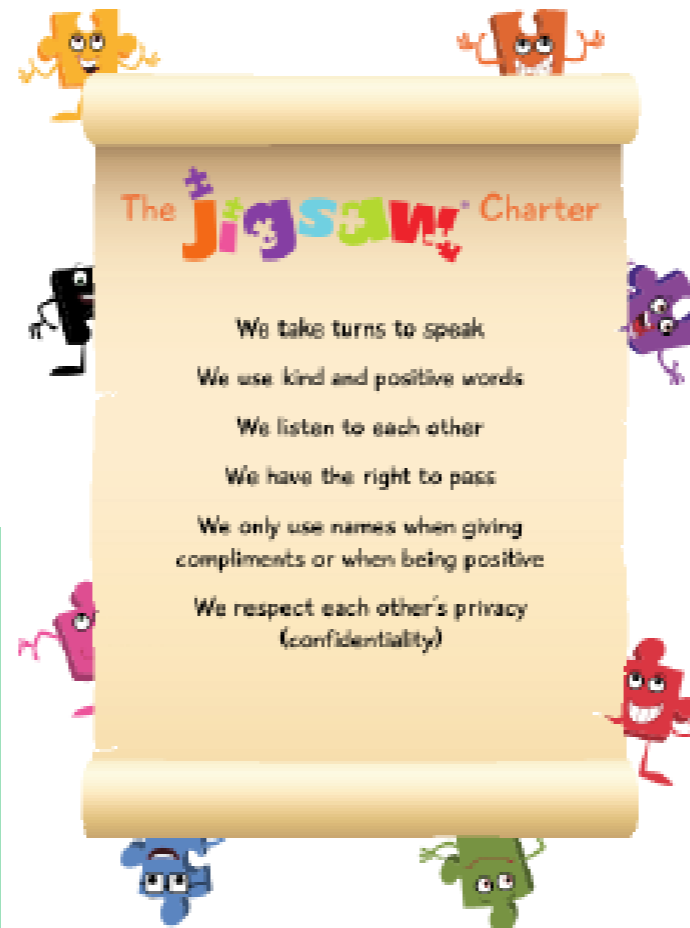 The Jigsaw Charter
We take turns to speak
We use kind and positive words
We listen to each other
We have the right to pass
We only use names when giving
compliments or when being positive
We respect each other's privacy
(confidentiality)